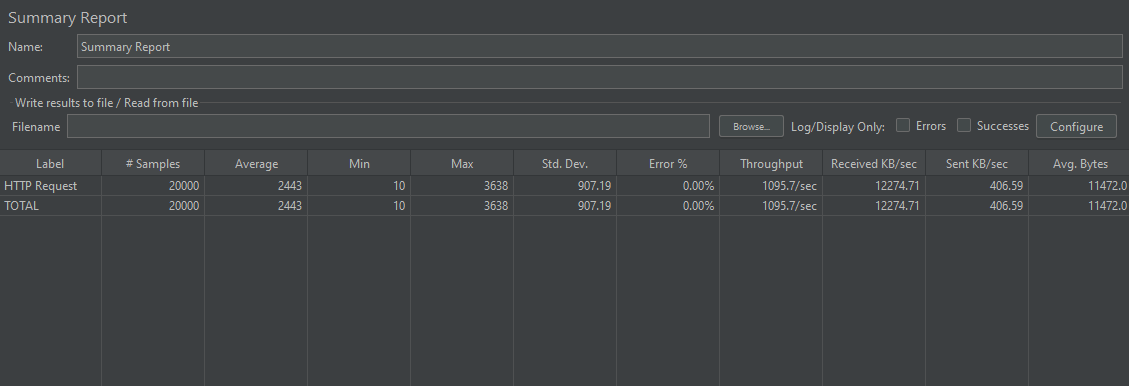 Summary Report
Name: Summary Report
Comments:
Write results to file / Read from file
Filename Browse... Log/Display Only: Errors Successes Configure
Label # Samples Average Min Max Std. Dev. Error % Throughput Received KB/sec Sent KB/sec Avg. Bytes
HTTP Request 20000 2443 10 3638 907.19 0.00% 1095.7/sec 12274.71 406.59 11472.0
TOTAL 20000 2443 10 3638 907.19 0.00% 1095.7/sec 12274.71 406.59 11472.0